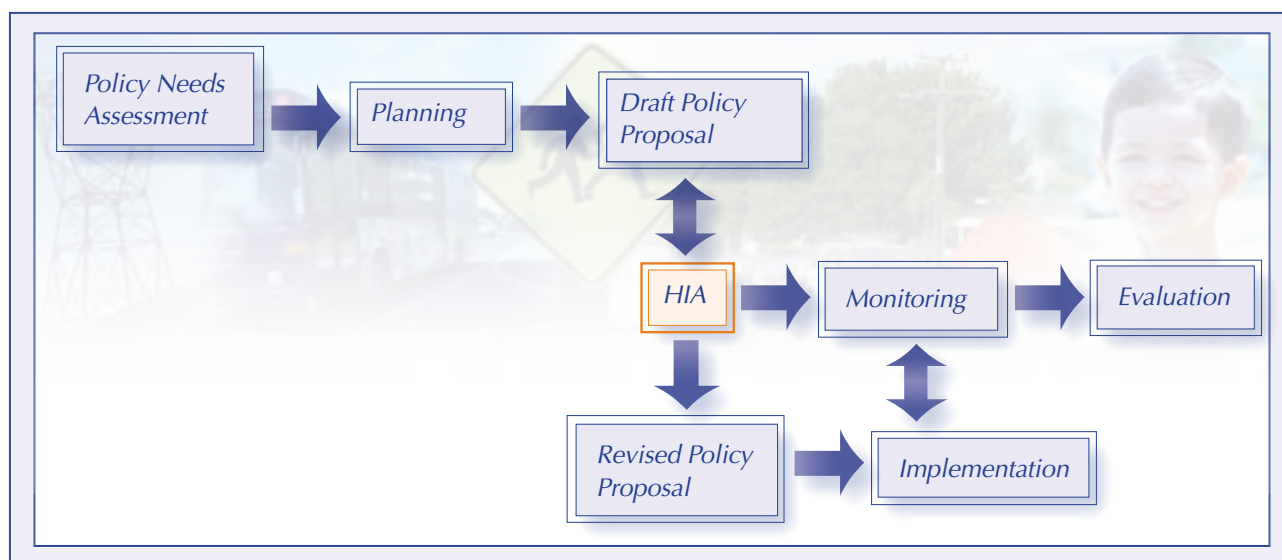 Policy Needs
Assessment
Planning
Draft Policy
Proposal
HIA
Monitoring
Evaluation
Revised Policy
Proposal
Implementation